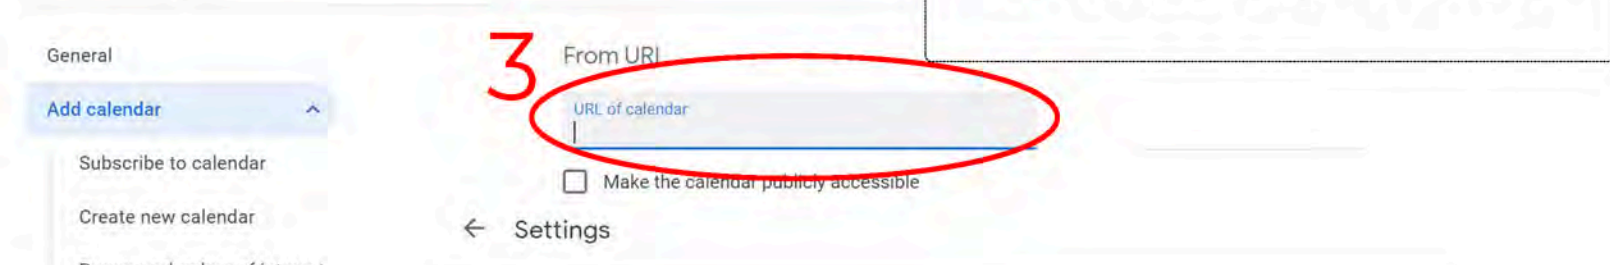 General
Add calendar
Subscribe to calendar
Create new calendar
3
From URL
URL of calendar
Make the calendar publicly accessible
Settings